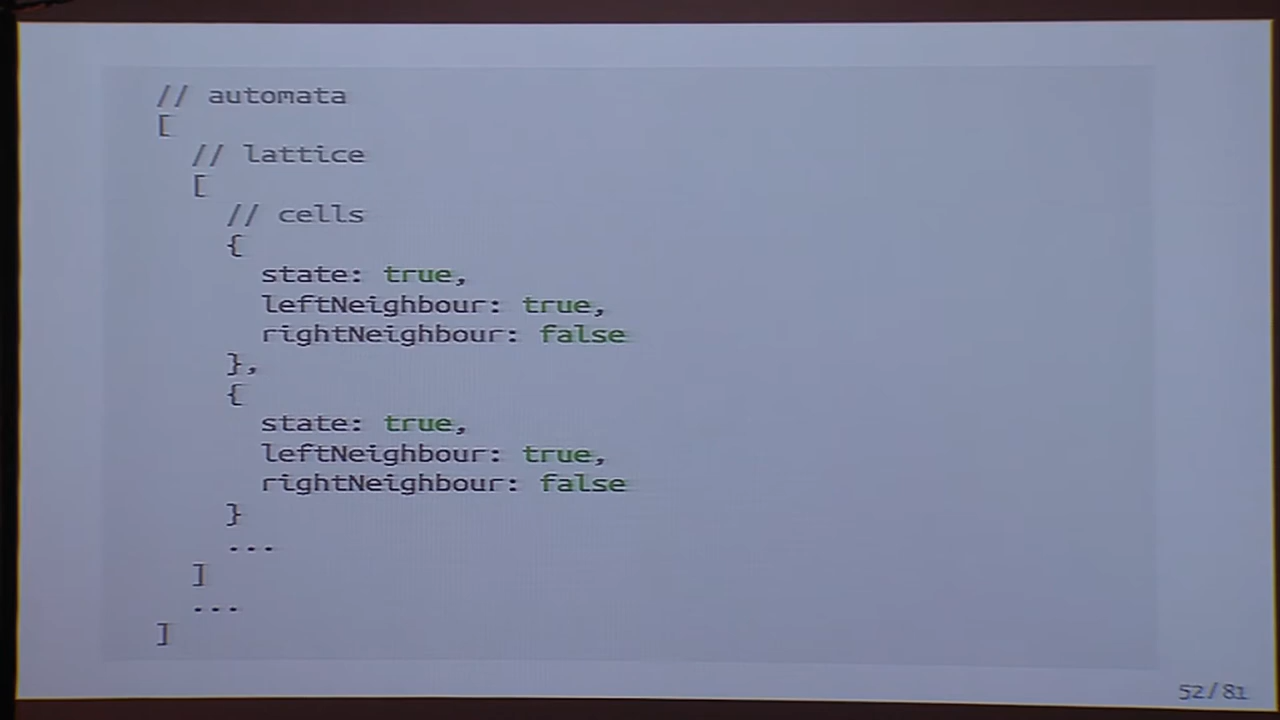 // automata
[
// lattice
[
// cells
{
state: true,
leftNeighbour: true,
rightNeighbour: false
},
{
state: true,
leftNeighbour: true,
rightNeighbour: false
}
...
]
...
]
52/81